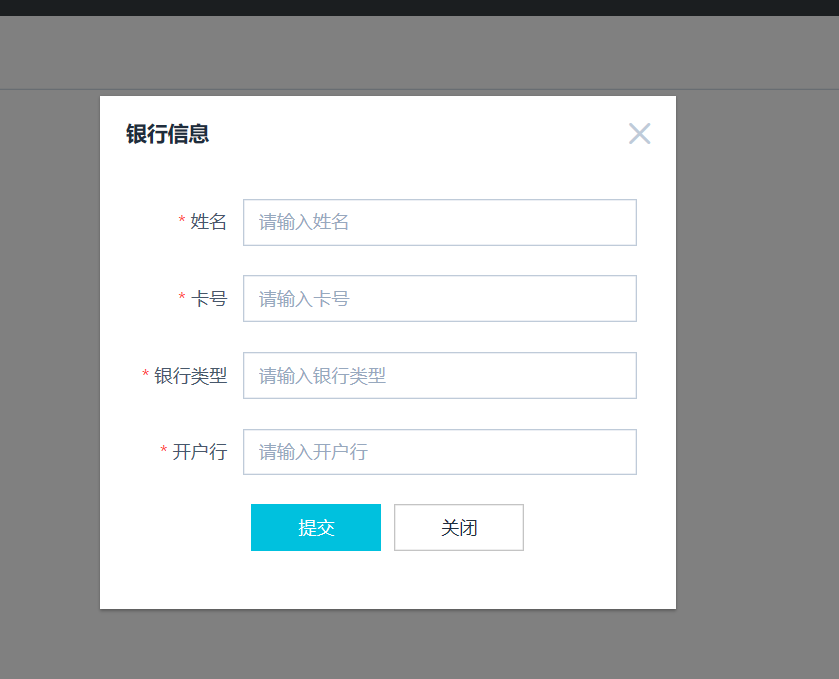 银行信息
* 姓名 请输入姓名
* 卡号 请输入卡号
* 银行类型 请输入银行类型
* 开户行 请输入开户行
提交 关闭